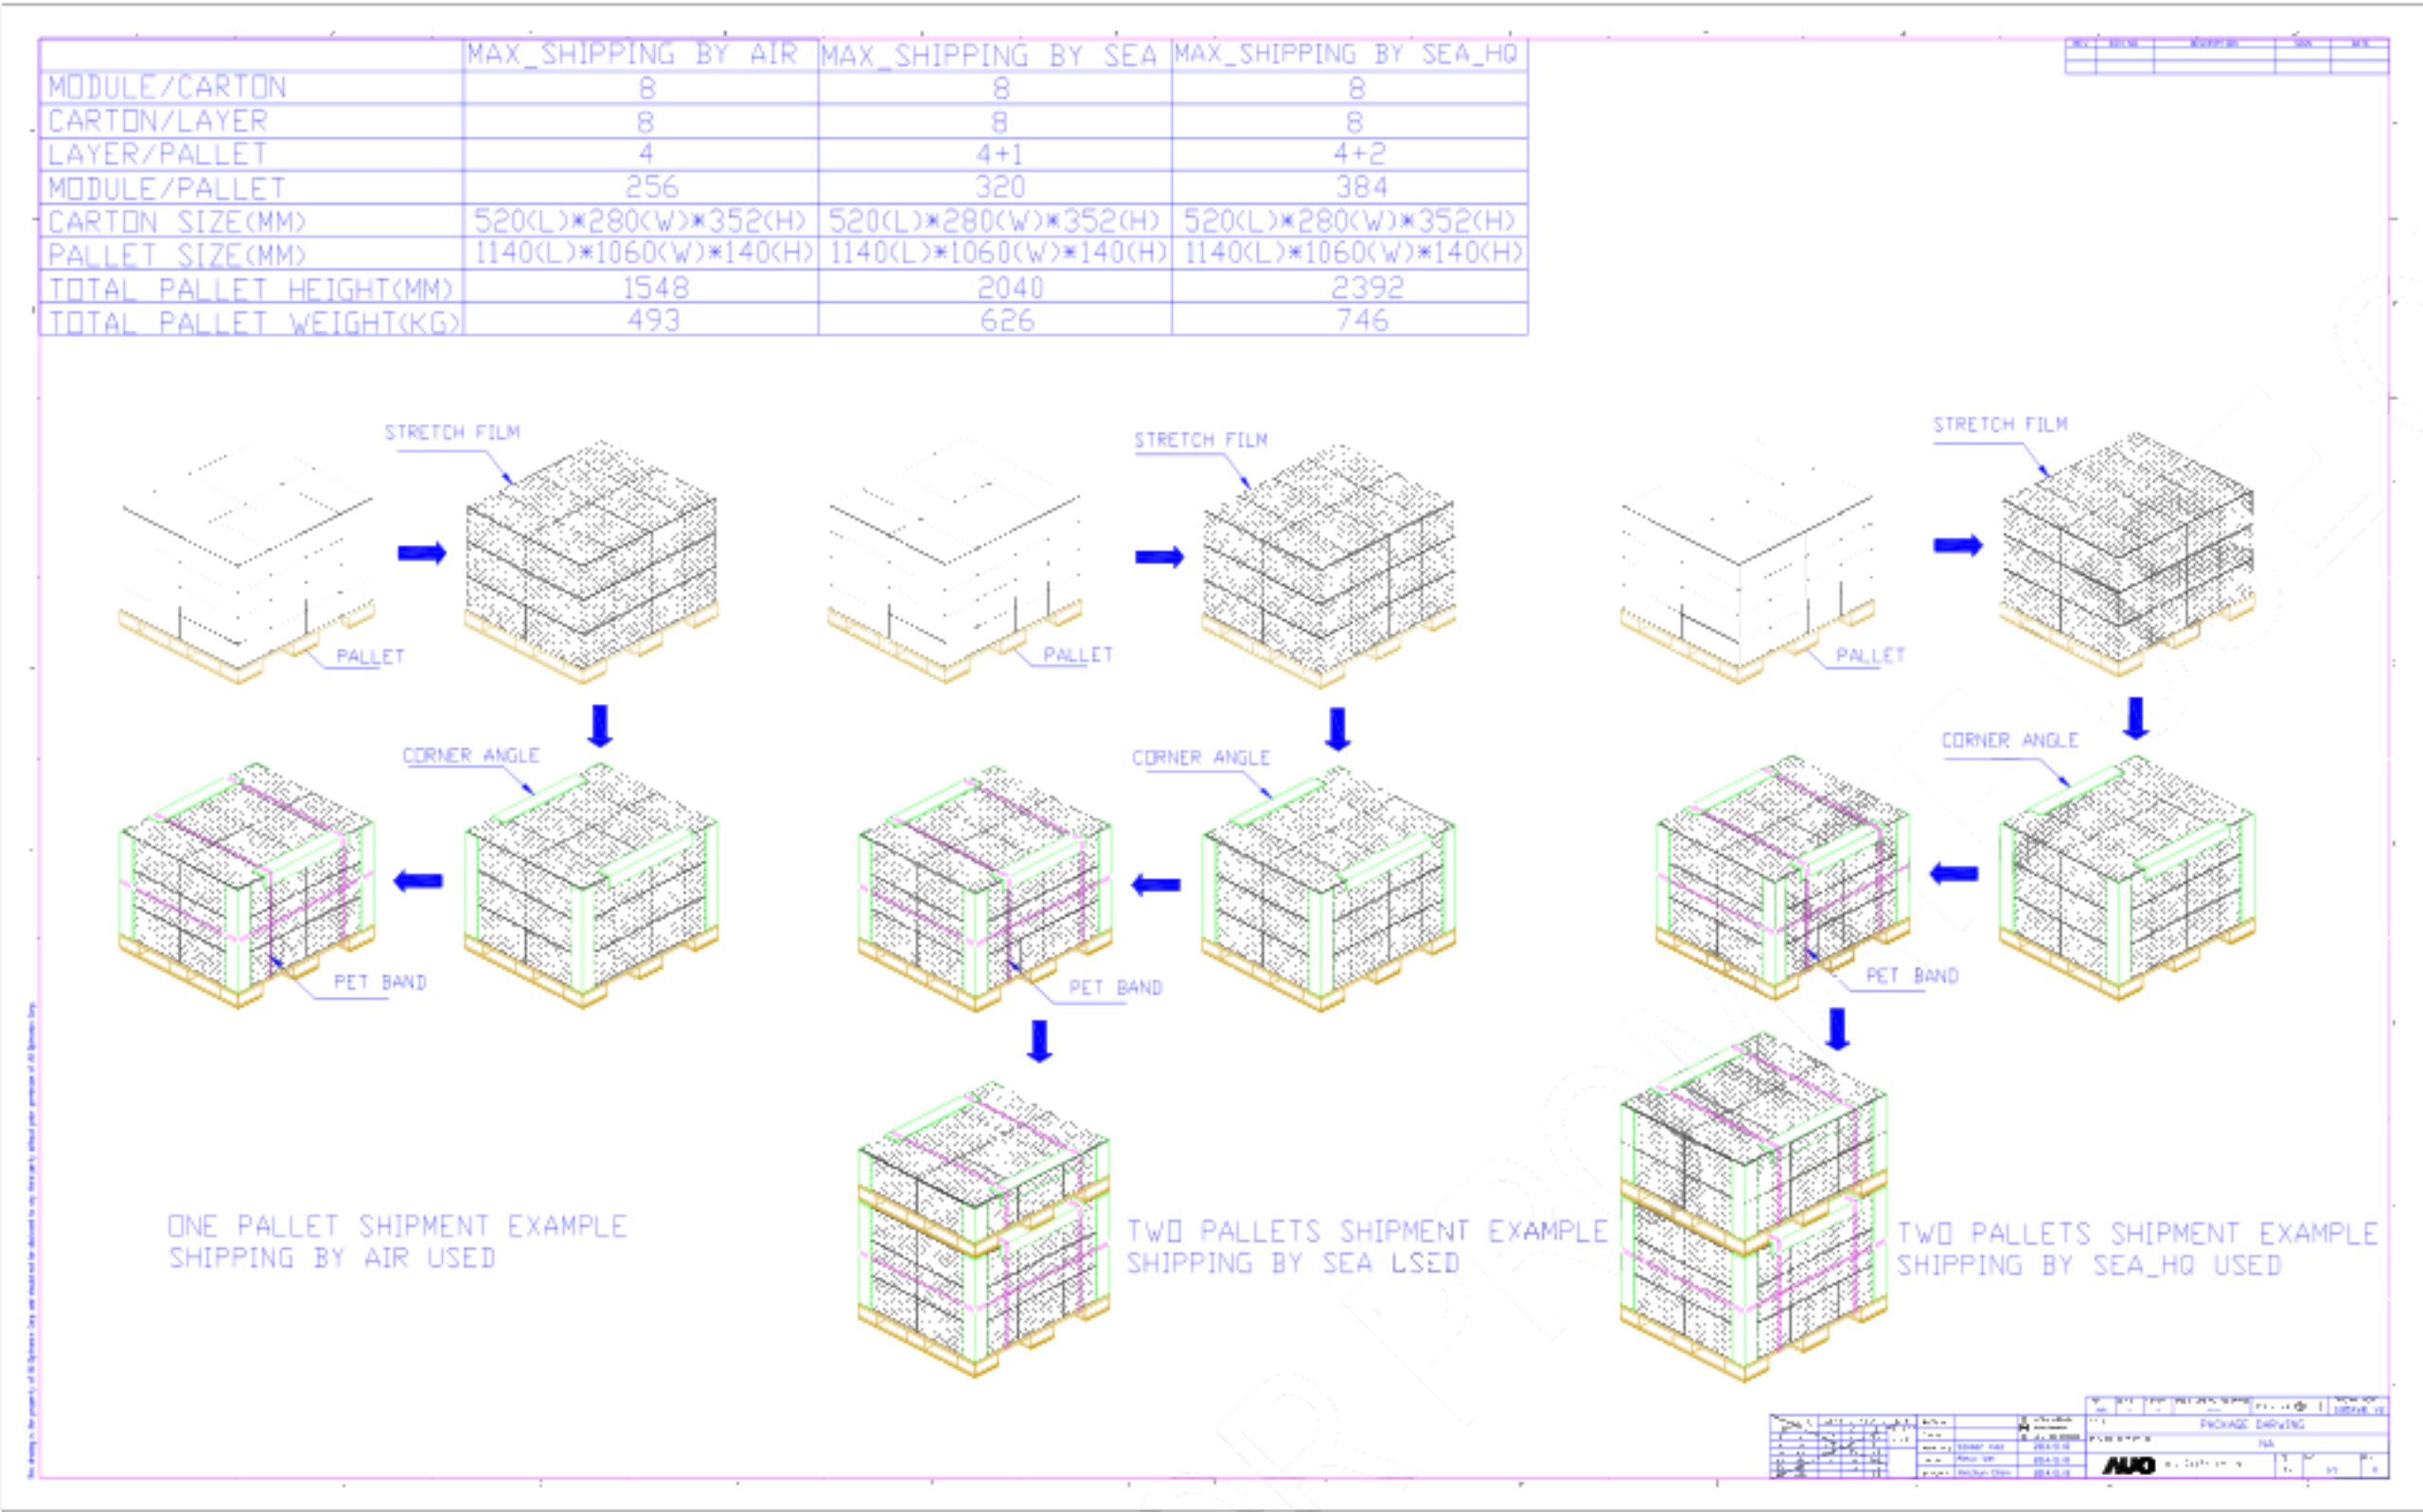 MAX_SHIPPING BY AIR MAX_SHIPPING BY SEA MAX_SHIPPING BY SEA_HQ
MODULE/CARTON 8 8 8
CARTON/LAYER 8 8 8
LAYER/PALLET 4 4+1 4+2
MODULE/PALLET 256 320 384
CARTON SIZE(MM) 520(L)*280(W)*352(H) 520(L)*280(W)*352(H) 520(L)*280(W)*352(H)
PALLET SIZE(MM) 1140(L)*1060(W)*140(H) 1140(L)*1060(W)*140(H) 1140(L)*1060(W)*140(H)
TOTAL PALLET HEIGHT(MM) 1548 2040 2392
TOTAL PALLET WEIGHT(KG) 493 626 746
STRETCH FILM
STRETCH FILM
STRETCH FILM
PALLET
PALLET
PALLET
CORNER ANGLE
CORNER ANGLE
CORNER ANGLE
PET BAND
PET BAND
PET BAND
ONE PALLET SHIPMENT EXAMPLE
SHIPPING BY AIR USED
TWO PALLETS SHIPMENT EXAMPLE
SHIPPING BY SEA USED
TWO PALLETS SHIPMENT EXAMPLE
SHIPPING BY SEA_HQ USED
PACKAGE DARWING
NA
AUO